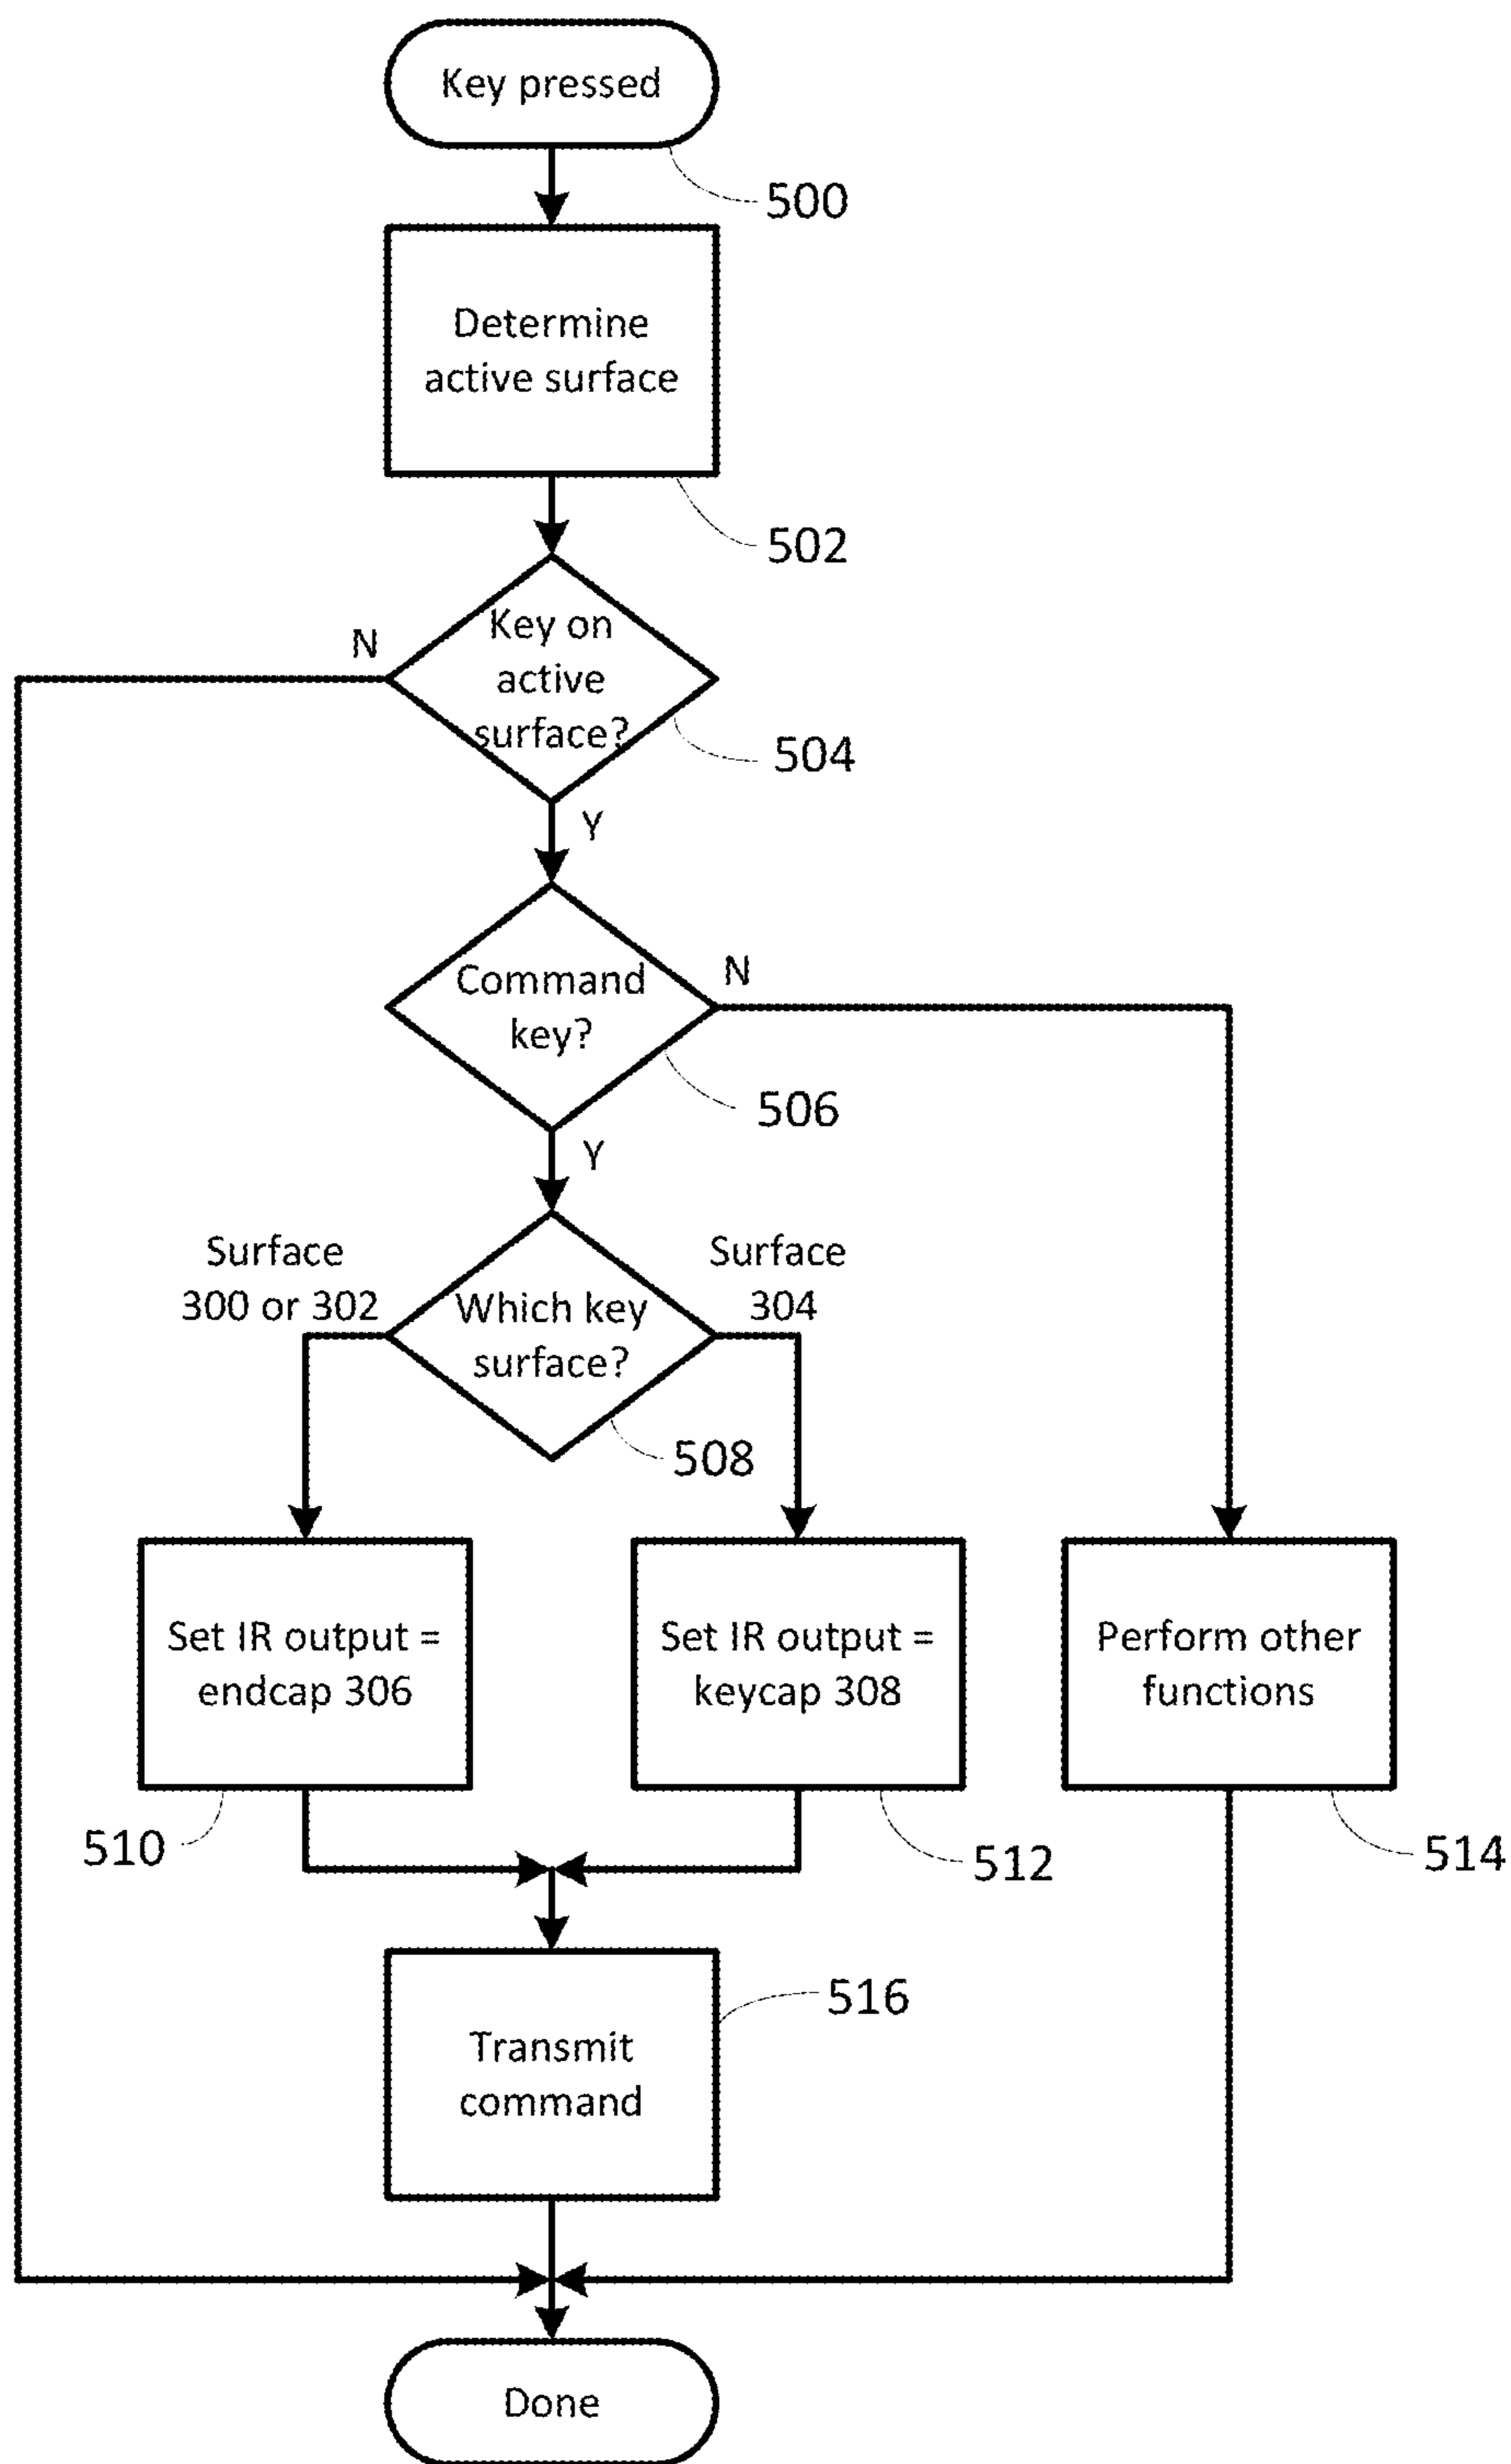 Key pressed
500
Determine
active surface
502
N
Key on
active
surface?
504
Y
Command
key?
N
506
Y
Surface
300 or 302
Surface
304
Which key
surface?
508
Set IR output =
endcap 306
Set IR output =
keycap 308
Perform other
functions
510
512
514
516
Transmit
command
Done